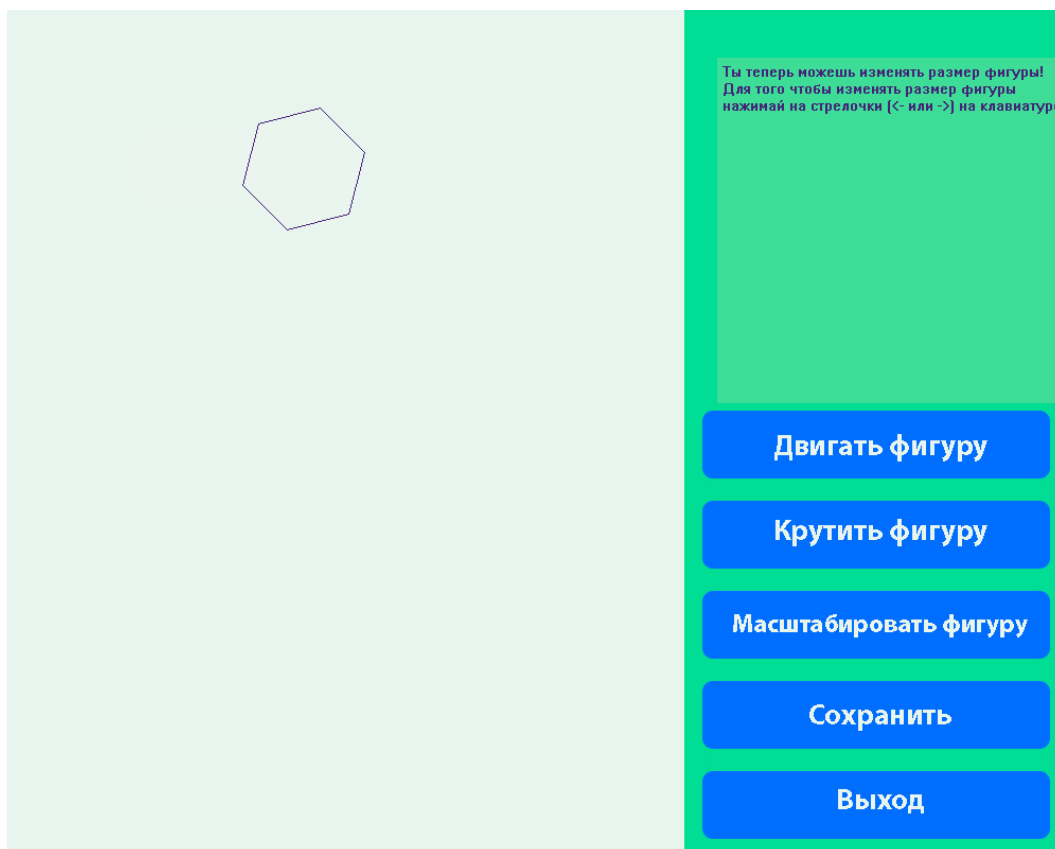 Ты теперь можешь изменять размер фигуры!
Для того чтобы изменять размер фигуры
нажимай на стрелочки (<- или ->) на клавиатуре
Двигать фигуру
Крутить фигуру
Масштабировать фигуру
Сохранить
Выход